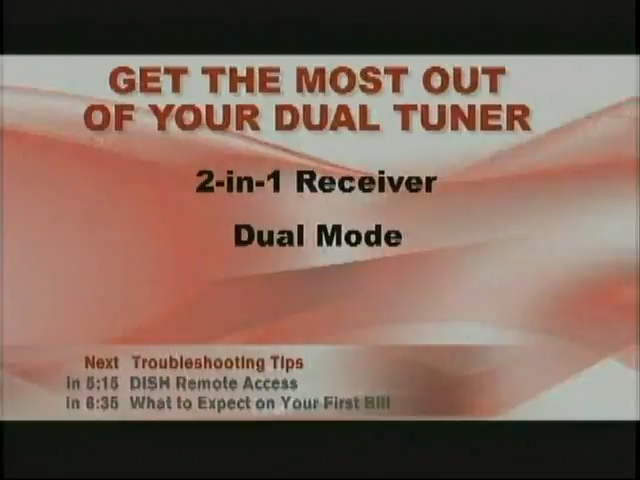 GET THE MOST OUT
OF YOUR DUAL TUNER
2-in-1 Receiver
Dual Mode
Next Troubleshooting Tips
in 5:15 DISH Remote Access
in 6:35 What to Expect on Your First Bill